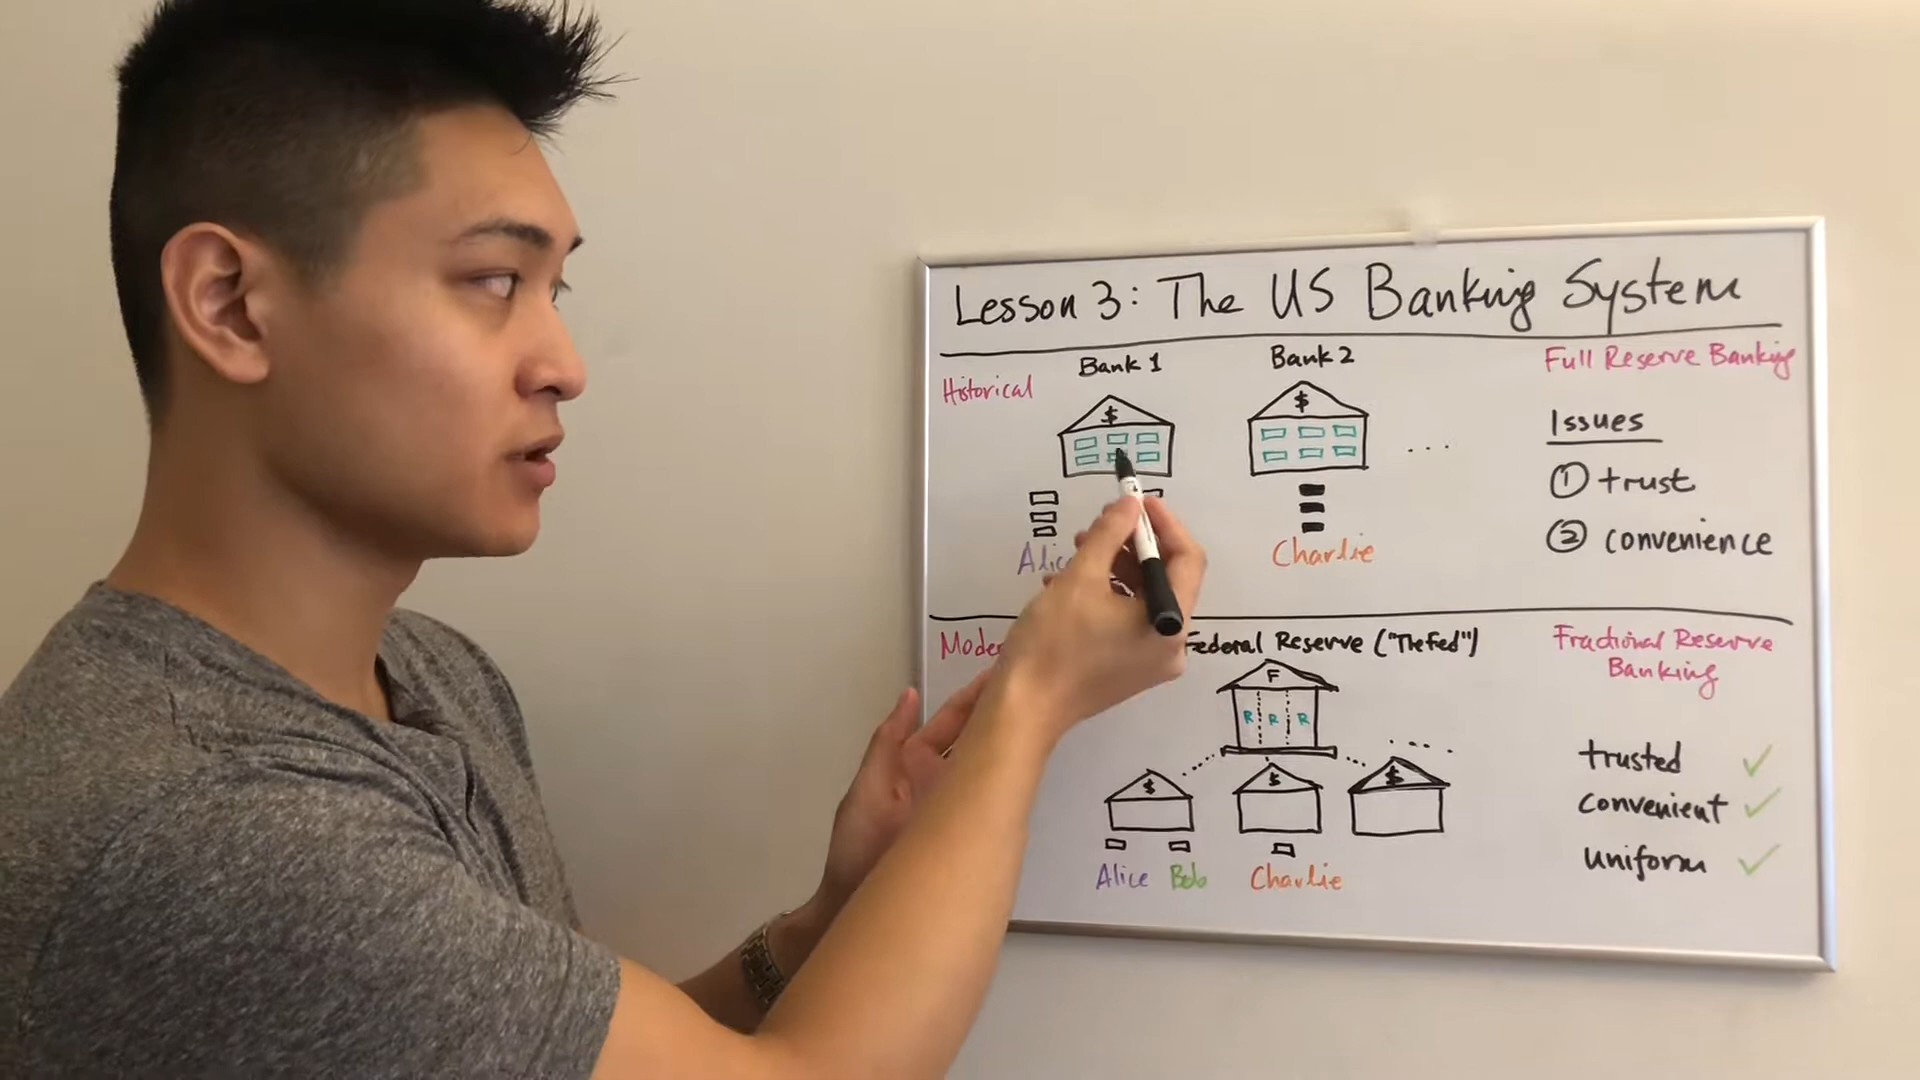 Lesson 3: The US Banking System
Historical
Bank 1
Bank 2
Full Reserve Banking
$
$
. . .
Issues
① trust
② convenience
Charlie
Federal Reserve ("The Fed")
Fractional Reserve
Banking
F
R R R
$
$
$
Alice
Bob
Charlie
trusted ✓
convenient ✓
uniform ✓